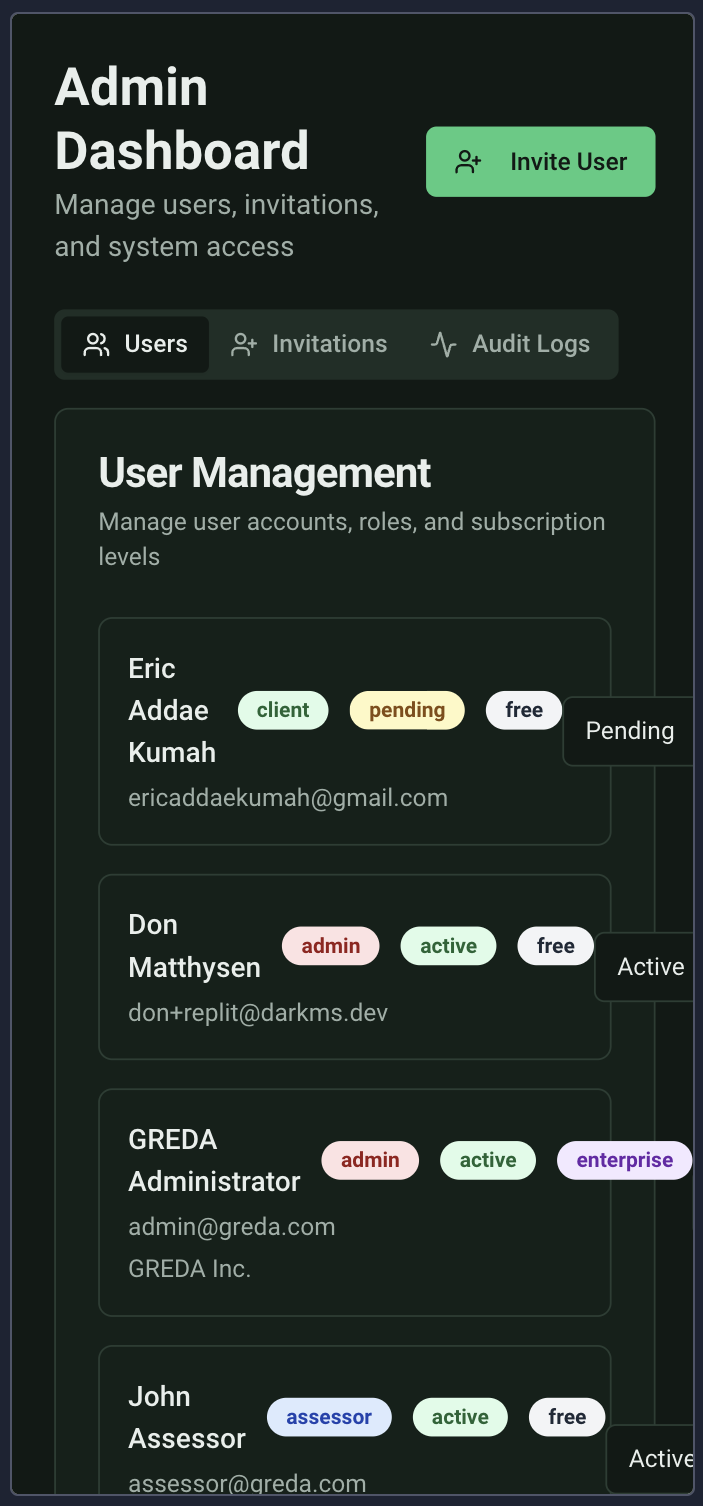 Admin
Dashboard
Manage users, invitations,
and system access
Invite User
Users
Invitations
Audit Logs
User Management
Manage user accounts, roles, and subscription
levels
Eric
Addae
Kumah
client
pending
free
Pending
ericaddaekumah@gmail.com
Don
Matthysen
admin
active
free
Active
don+replit@darkms.dev
GREDA
Administrator
admin
active
enterprise
admin@greda.com
GREDA Inc.
John
Assessor
assessor
active
free
Active
assessor@greda.com